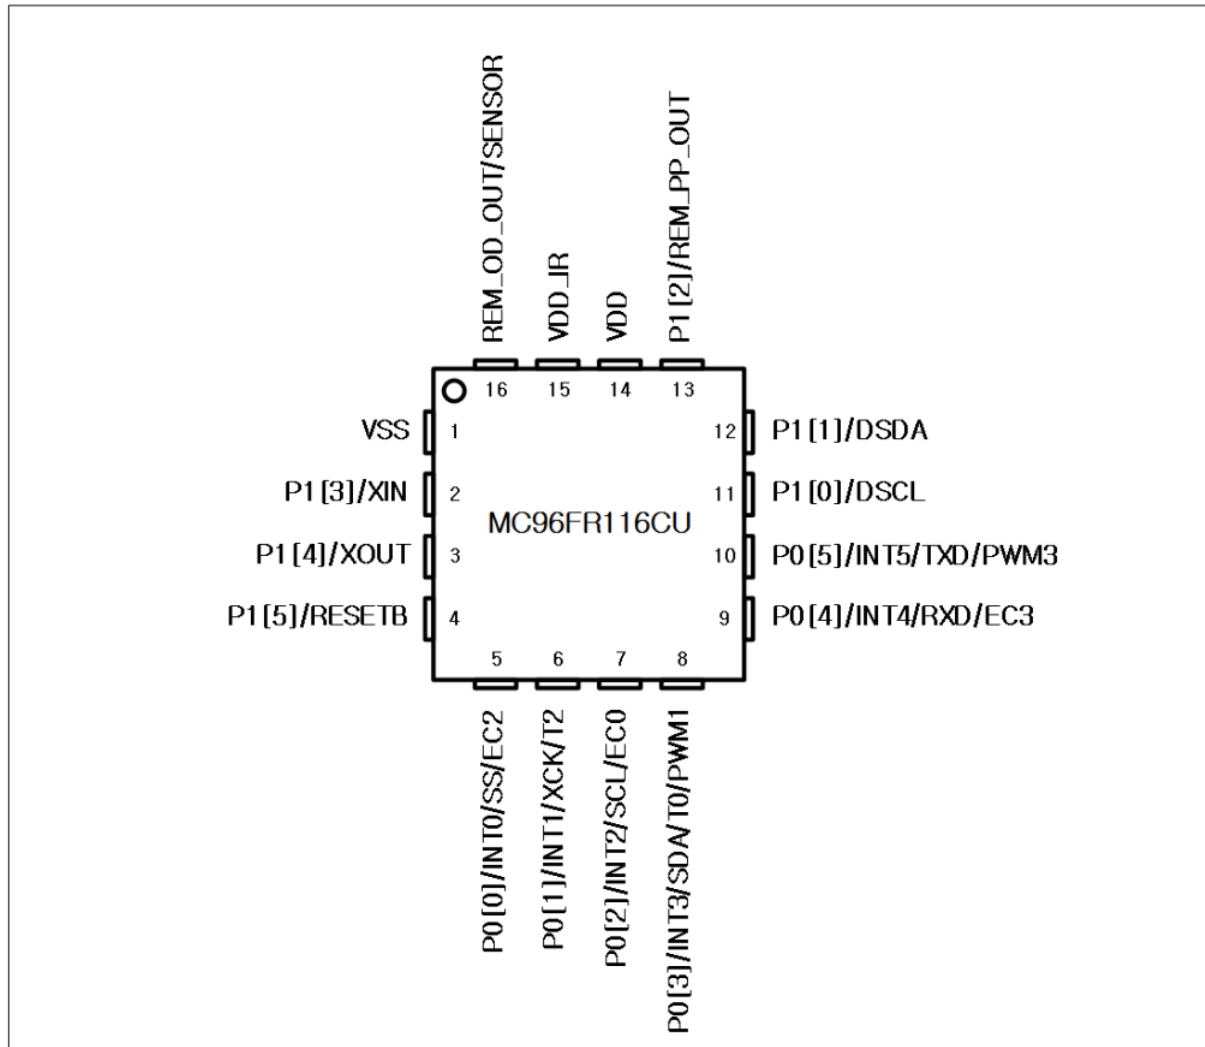 REM_OD_OUT/SENSOR
VDD_IR
VDD
P1[2]/REM_PP_OUT
16
15
14
13
VSS
1
12
P1[1]/DSDA
P1[3]/XIN
2
11
P1[0]/DSCL
MC96FR116CU
P1[4]/XOUT
3
10
P0[5]/INT5/TXD/PWM3
P1[5]/RESETB
4
9
P0[4]/INT4/RXD/EC3
5
6
7
8
P0[0]/INT0/SS/EC2
P0[1]/INT1/XCK/T2
P0[2]/INT2/SCL/EC0
P0[3]/INT3/SDA/T0/PWM1